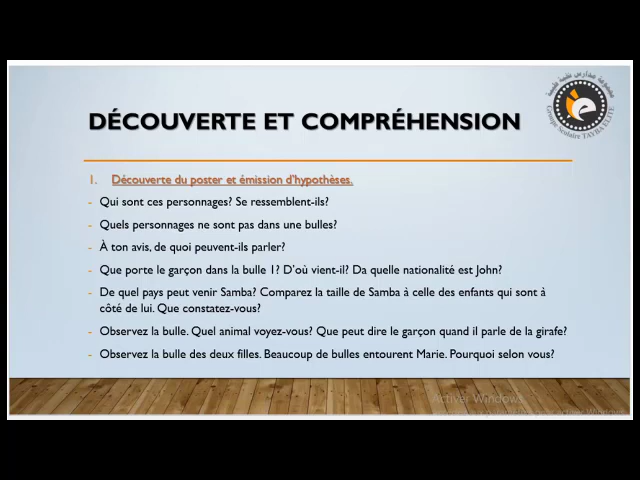 DÉCOUVERTE ET COMPRÉHENSION
Groupe Scolaire TAYBA ELITE
1. Découverte du poster et émission d'hypothèses.
- Qui sont ces personnages? Se ressemblent-ils?
- Quels personnages ne sont pas dans une bulles?
- À ton avis, de quoi peuvent-ils parler?
- Que porte le garçon dans la bulle 1? D'où vient-il? Da quelle nationalité est John?
- De quel pays peut venir Samba? Comparez la taille de Samba à celle des enfants qui sont à
côté de lui. Que constatez-vous?
- Observez la bulle. Quel animal voyez-vous? Que peut dire le garçon quand il parle de la girafe?
- Observez la bulle des deux filles. Beaucoup de bulles entourent Marie. Pourquoi selon vous?
Activer Windows